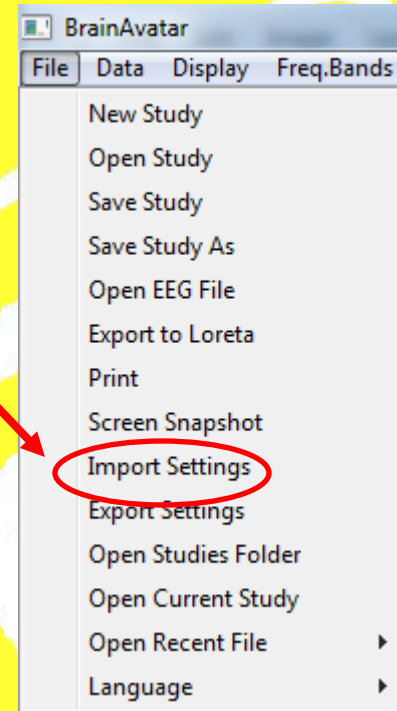 BrainAvatar
File Data Display Freq.Bands
New Study
Open Study
Save Study
Save Study As
Open EEG File
Export to Loreta
Print
Screen Snapshot
Import Settings
Export Settings
Open Studies Folder
Open Current Study
Open Recent File
Language